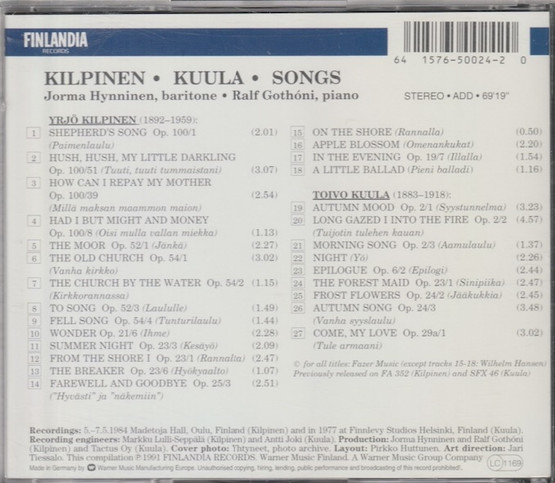 FINLANDIA
RECORDS
64 1576-50024-2 0
KILPINEN • KUULA • SONGS
Jorma Hynninen, baritone • Ralf Gothóni, piano
STEREO • ADD • 69'19"
YRJÖ KILPINEN (1892–1959):
1 SHEPHERD'S SONG Op. 100/1 (2.01)
(Paimenlaulu)
2 HUSH, HUSH, MY LITTLE DARKLING
Op. 100/51 (Tuuti, tuuti tummaistani) (3.07)
3 HOW CAN I REPAY MY MOTHER
Op. 100/39 (2.54)
(Millä maksan maammon maion)
4 HAD I BUT MIGHT AND MONEY
Op. 100/8 (Oisi mulla vallan miekka) (1.13)
5 THE MOOR Op. 52/1 (Jänkä) (2.27)
6 THE OLD CHURCH Op. 54/1 (3.02)
(Vanha kirkko)
7 THE CHURCH BY THE WATER Op. 54/2 (1.15)
(Kirkkorannassa)
8 TO SONG Op. 52/3 (Laululle) (1.49)
9 FELL SONG Op. 54/4 (Tunturilaulu) (1.44)
10 WONDER Op. 21/6 (Ihme) (2.28)
11 SUMMER NIGHT Op. 23/3 (Kesäyö) (2.09)
12 FROM THE SHORE I Op. 23/1 (Rannalta) (2.47)
13 THE BREAKER Op. 23/6 (Hyökyaalto) (1.07)
14 FAREWELL AND GOODBYE Op. 25/3 (2.51)
("Hyvästi" ja "näkemiin")
15 ON THE SHORE (Rannalla) (0.50)
16 APPLE BLOSSOM (Omenankukat) (2.20)
17 IN THE EVENING Op. 19/7 (Illalla) (1.54)
18 A LITTLE BALLAD (Pieni balladi) (1.16)
TOIVO KUULA (1883–1918):
19 AUTUMN MOOD Op. 2/1 (Syystunnelma) (3.23)
20 LONG GAZED I INTO THE FIRE Op. 2/2 (4.57)
(Tuijotin tulehen kauan)
21 MORNING SONG Op. 2/3 (Aamulaulu) (1.37)
22 NIGHT (Yö) (2.26)
23 EPILOGUE Op. 6/2 (Epilogi) (2.44)
24 THE FOREST MAID Op. 23/1 (Sinipiika) (2.47)
25 FROST FLOWERS Op. 24/2 (Jääkukkia) (2.45)
26 AUTUMN SONG Op. 24/3 (3.48)
(Vanha syyslaulu)
27 COME, MY LOVE Op. 29a/1 (3.02)
(Tule armaani)
© for all titles: Fazer Music (except tracks 15-18: Wilhelm Hansen)
Previously released on FA 352 (Kilpinen) and SFX 46 (Kuula)
Recordings: 5.–7.5.1984 Madetoja Hall, Oulu, Finland (Kilpinen) and in 1977 at Finnlevy Studios Helsinki, Finland (Kuula).
Recording engineers: Markku Lulli-Seppälä (Kilpinen) and Antti Joki (Kuula). Production: Jorma Hynninen and Ralf Gothóni
(Kilpinen) and Tactus Oy (Kuula). Cover photo: Yhtyneet, photo archive. Layout: Pirkko Huttunen. Art direction: Jari
Tessalo. This compilation ℗1991 FINLANDIA RECORDS. Warner Music Finland. A Warner Music Group Company.
Made in Germany by Warner Music Manufacturing Europe. Unauthorised copying, hiring, lending, public performance and broadcasting of this record prohibited!
LC 1169